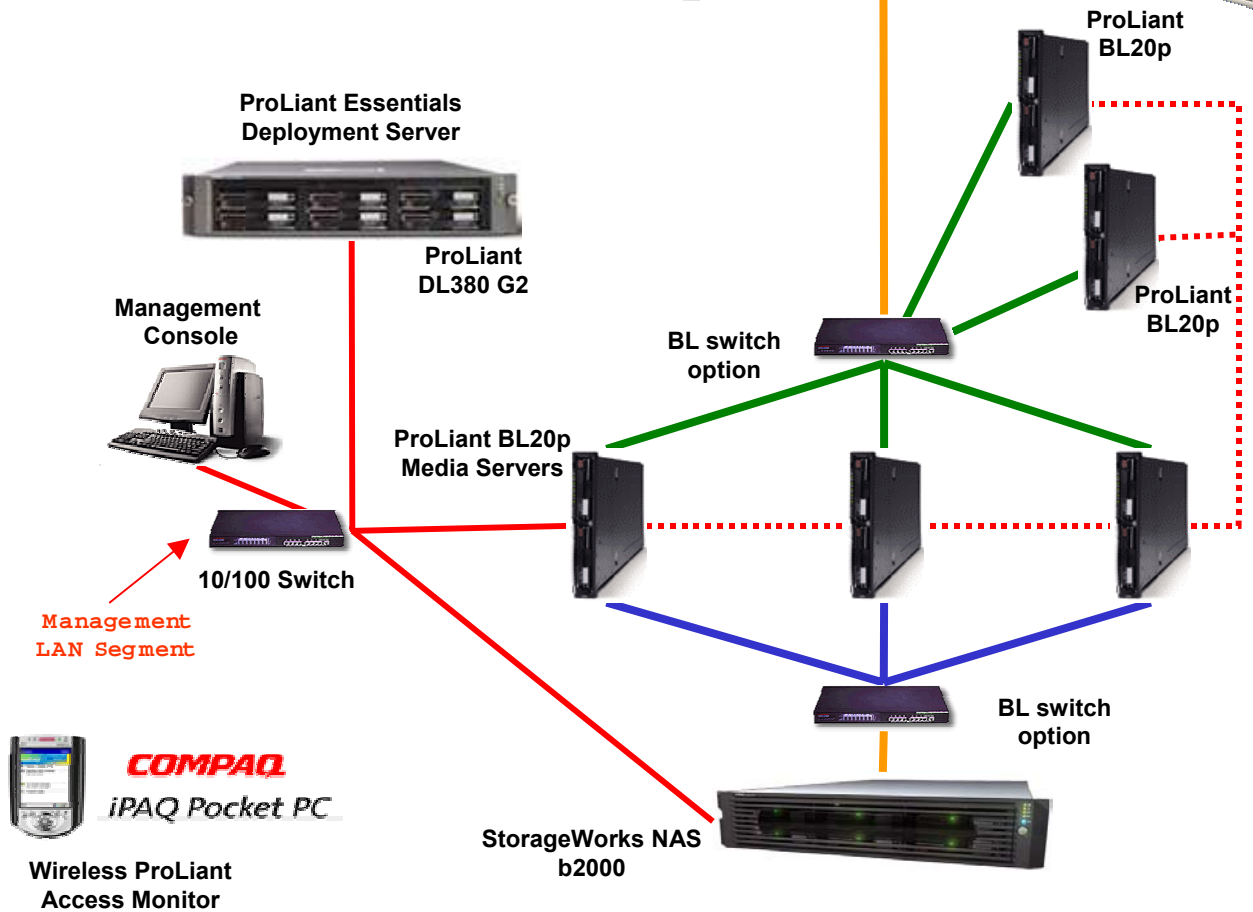 ProLiant
BL20p
ProLiant Essentials
Deployment Server
ProLiant
DL380 G2
Management
Console
ProLiant
BL20p
BL switch
option
ProLiant BL20p
Media Servers
10/100 Switch
Management
LAN Segment
BL switch
option
COMPAQ
iPAQ Pocket PC
StorageWorks NAS
b2000
Wireless ProLiant
Access Monitor